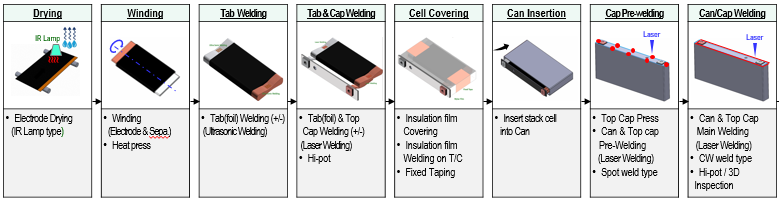 Drying
IR Lamp
• Electrode Drying
(IR Lamp type)
Winding
• Winding
(Electrode & Sepa.)
• Heat press
Tab Welding
• Tab(foil) Welding (+/-)
(Ultrasonic Welding)
Tab & Cap Welding
• Tab(foil) & Top
Cap Welding (+/-)
(Laser Welding)
• Hi-pot
Cell Covering
• Insulation film
Covering
• Insulation film
Welding on T/C
• Fixed Taping
Can Insertion
• Insert stack cell
into Can
Cap Pre-welding
Laser
• Top Cap Press
• Can & Top cap
Pre-Welding
(Laser Welding)
• Spot weld type
Can/Cap Welding
Laser
• Can & Top Cap
Main Welding
(Laser Welding)
• CW weld type
• Hi-pot / 3D
Inspection